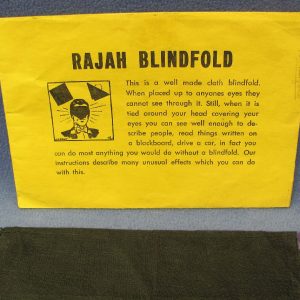 RAJAH BLINDFOLD
This is a well made cloth blindfold.
When placed up to anyones eyes they
cannot see through it. Still, when it is
tied around your head covering your
eyes you can see well enough to de-
scribe people, read things written on
a blackboard, drive a car, in fact you
can do most anything you would do without a blindfold. Our
instructions describe many unusual effects which you can do
with this.